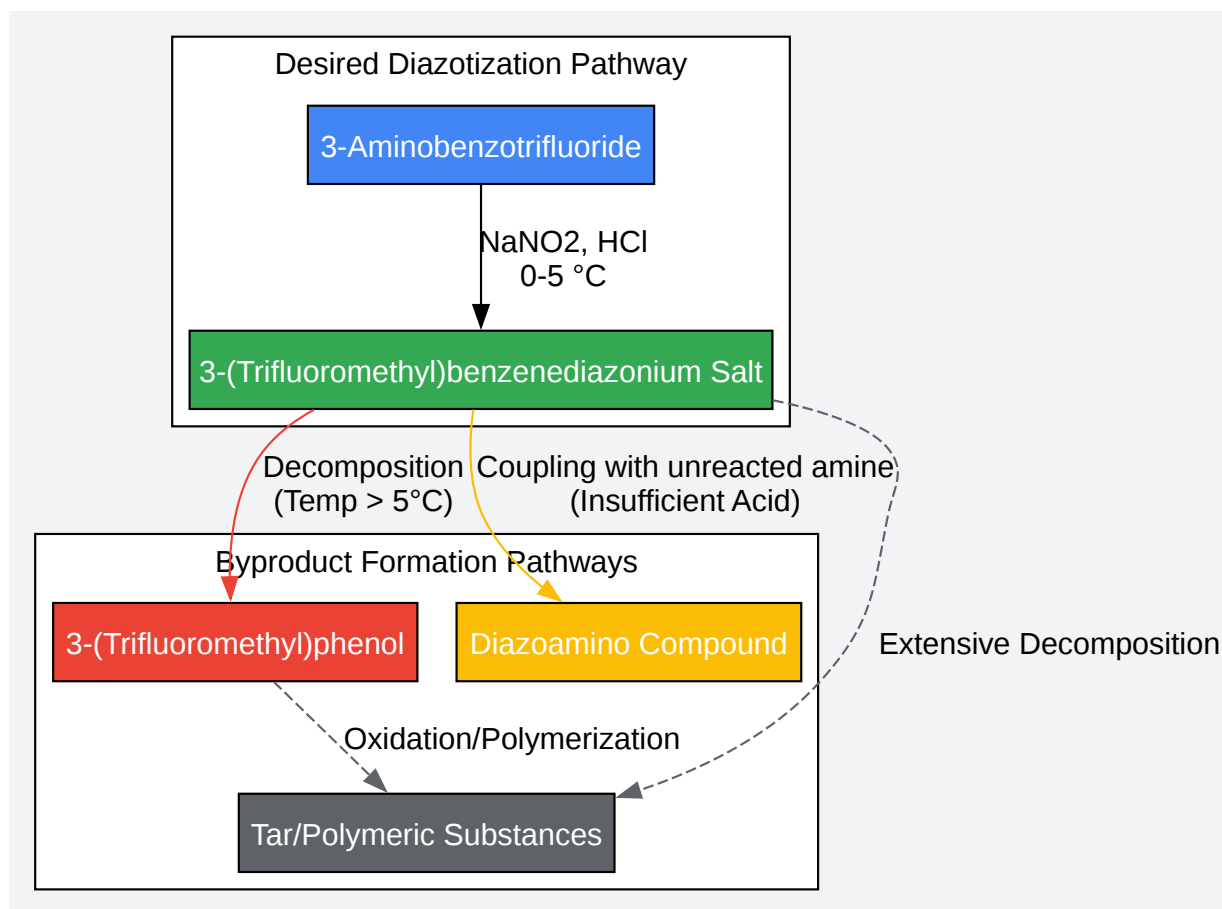 Desired Diazotization Pathway
3-Aminobenzotrifluoride
NaNO2, HCl
0-5 °C
3-(Trifluoromethyl)benzenediazonium Salt
Decomposition
(Temp > 5°C)
Coupling with unreacted amine
(Insufficient Acid)
Byproduct Formation Pathways
3-(Trifluoromethyl)phenol
Diazoamino Compound
Extensive Decomposition
Oxidation/Polymerization
Tar/Polymeric Substances